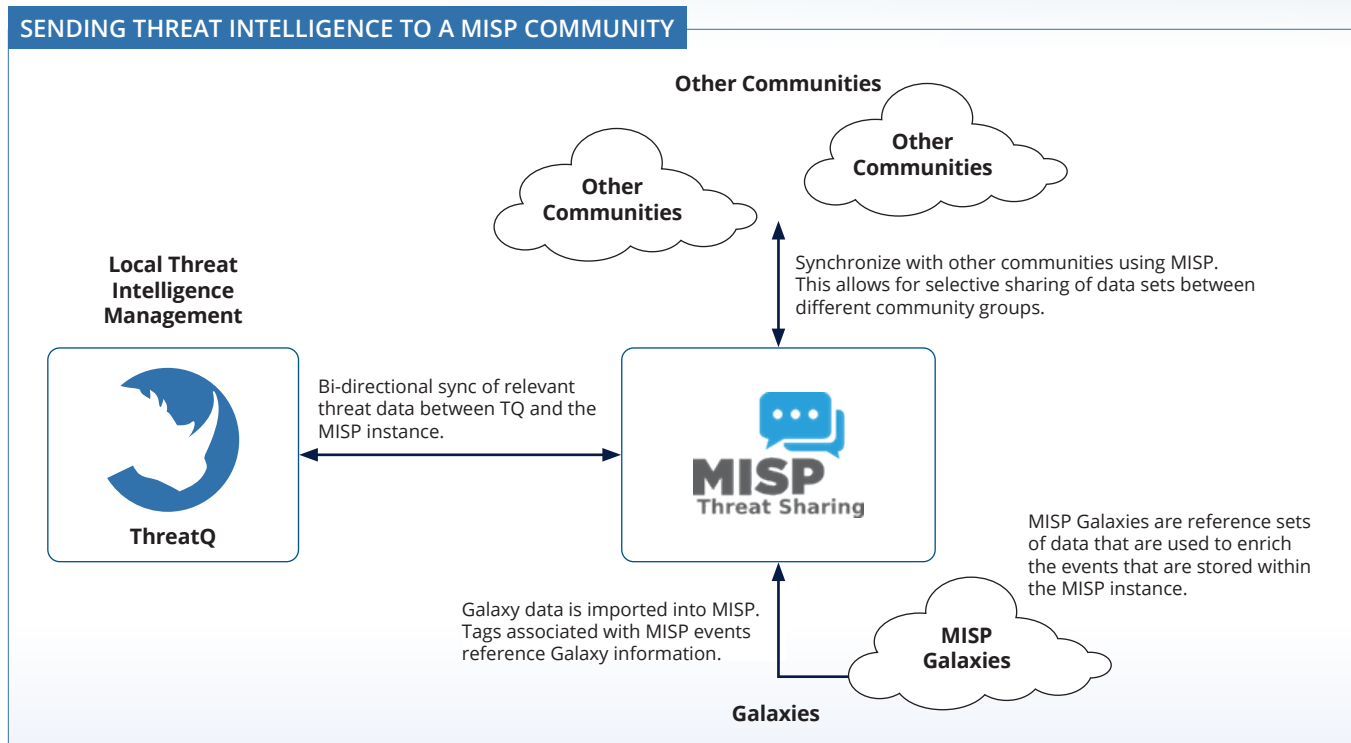 SENDING THREAT INTELLIGENCE TO A MISP COMMUNITY
Other Communities
Other
Communities
Other
Communities
Synchronize with other communities using MISP.
This allows for selective sharing of data sets between
different community groups.
Local Threat
Intelligence
Management
Bi-directional sync of relevant
threat data between TQ and the
MISP instance.
ThreatQ
MISP
Threat Sharing
MISP Galaxies are reference sets
of data that are used to enrich
the events that are stored within
the MISP instance.
Galaxy data is imported into MISP.
Tags associated with MISP events
reference Galaxy information.
MISP
Galaxies
Galaxies